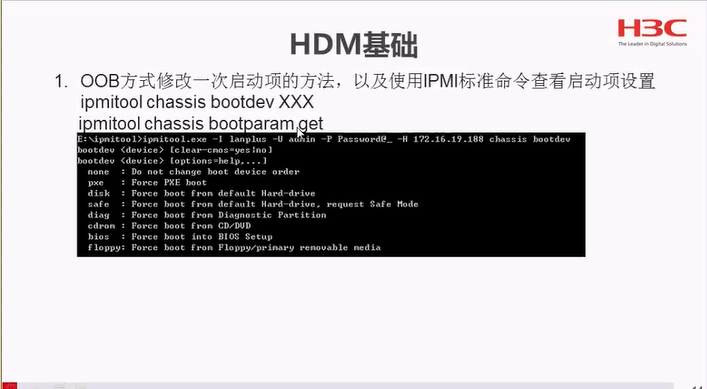 H3C
The Leader in Digital Solutions
HDM基础
1. OOB方式修改一次启动项的方法，以及使用IPMI标准命令查看启动项设置
ipmitool chassis bootdev XXX
ipmitool chassis bootparam get
E:\ipmitool>ipmitool.exe -I lanplus -U admin -P Password@_ -H 172.16.19.188 chassis bootdev
bootdev <device> [clear-cmos=yes|no]
bootdev <device> [options=help,...]
none : Do not change boot device order
pxe : Force PXE boot
disk : Force boot from default Hard-drive
safe : Force boot from default Hard-drive, request Safe Mode
diag : Force boot from Diagnostic Partition
cdrom : Force boot from CD/DVD
bios : Force boot into BIOS Setup
floppy: Force boot from Floppy/primary removable media